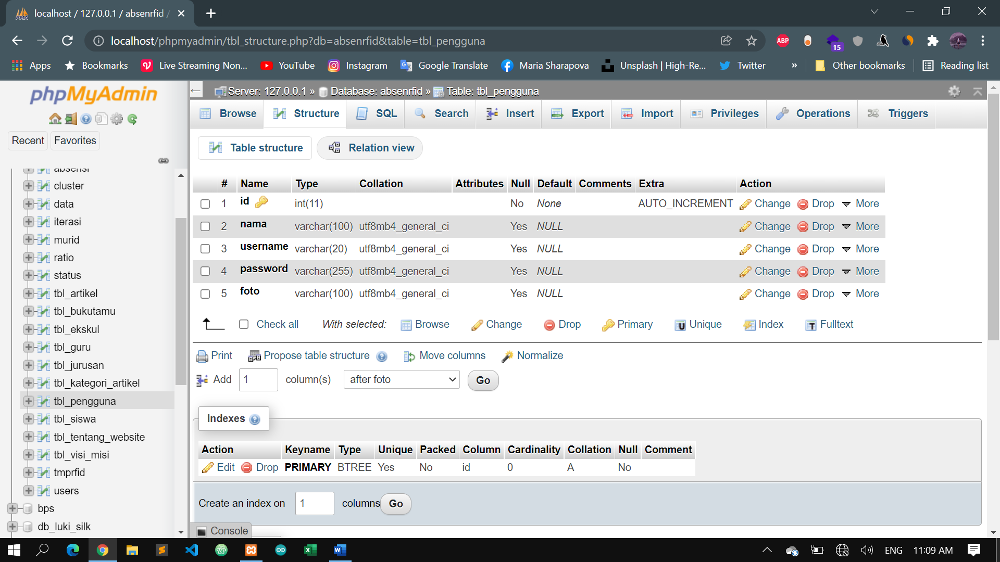 localhost / 127.0.0.1 / absenrfid /
localhost/phpmyadmin/tbl_structure.php?db=absenrfid&table=tbl_pengguna
ABP
15
Apps
Bookmarks
Live Streaming Non...
YouTube
Instagram
Google Translate
Maria Sharapova
Unsplash | High-Re...
Twitter
»
Other bookmarks
Reading list
phpMyAdmin
Recent
Favorites
absensi
cluster
data
iterasi
murid
ratio
status
tbl_artikel
tbl_bukutamu
tbl_ekskul
tbl_guru
tbl_jurusan
tbl_kategori_artikel
tbl_pengguna
tbl_siswa
tbl_tentang_website
tbl_visi_misi
tmprfid
users
bps
db_luki_silk
Server: 127.0.0.1 » Database: absenrfid » Table: tbl_pengguna
Browse Structure SQL Search Insert Export Import Privileges Operations Triggers
Table structure Relation view
# Name Type Collation Attributes Null Default Comments Extra Action
1 id int(11) No None AUTO_INCREMENT Change Drop More
2 nama varchar(100) utf8mb4_general_ci Yes NULL Change Drop More
3 username varchar(20) utf8mb4_general_ci Yes NULL Change Drop More
4 password varchar(255) utf8mb4_general_ci Yes NULL Change Drop More
5 foto varchar(100) utf8mb4_general_ci Yes NULL Change Drop More
Check all With selected: Browse Change Drop Primary Unique Index Fulltext
Print Propose table structure Move columns Normalize
Add 1 column(s) after foto Go
Indexes
Action Keyname Type Unique Packed Column Cardinality Collation Null Comment
Edit Drop PRIMARY BTREE Yes No id 0 A No
Create an index on 1 columns Go
Console
ENG 11:09 AM